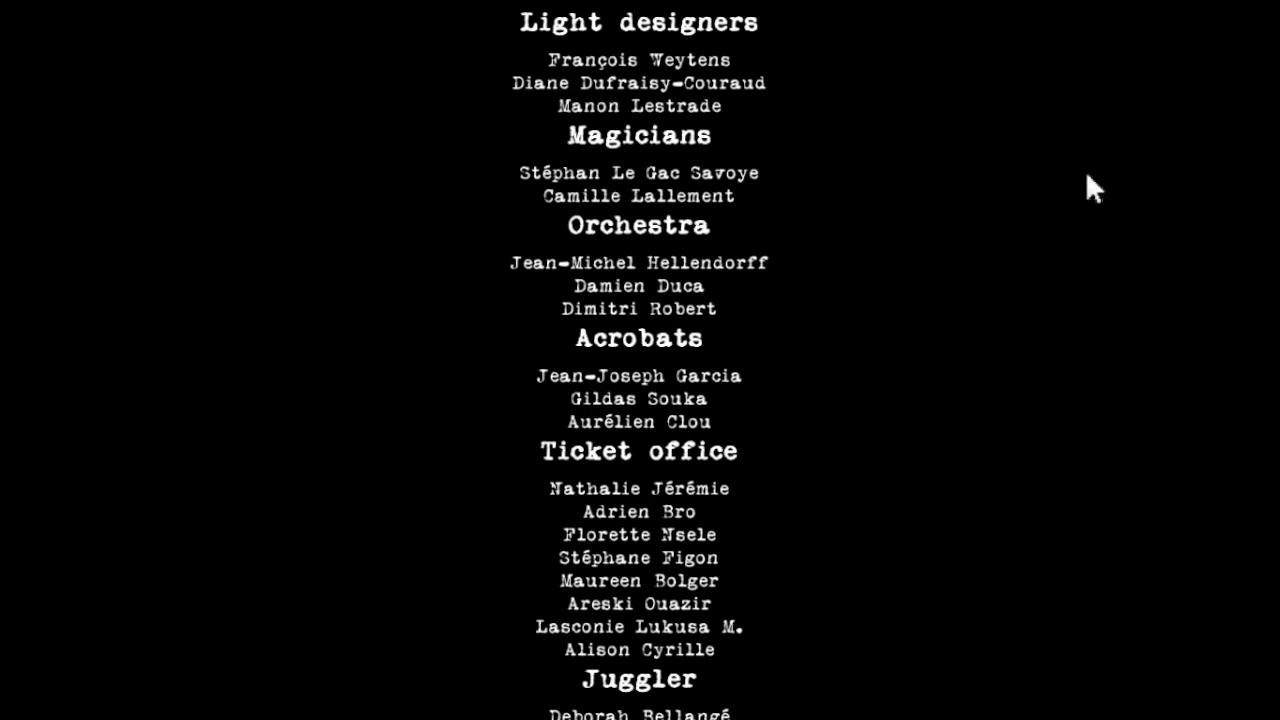 Light designers
François Weytens
Diane Dufraisy-Couraud
Manon Lestrade
Magicians
Stéphan Le Gac Savoye
Camille Lallement
Orchestra
Jean-Michel Hellendorff
Damien Duca
Dimitri Robert
Acrobats
Jean-Joseph Garcia
Gildas Souka
Aurélien Clou
Ticket office
Nathalie Jérémie
Adrien Bro
Florette Nsele
Stéphane Figon
Maureen Bolger
Areski Ouazir
Lasconie Lukusa M.
Alison Cyrille
Juggler
Deborah Bellangé